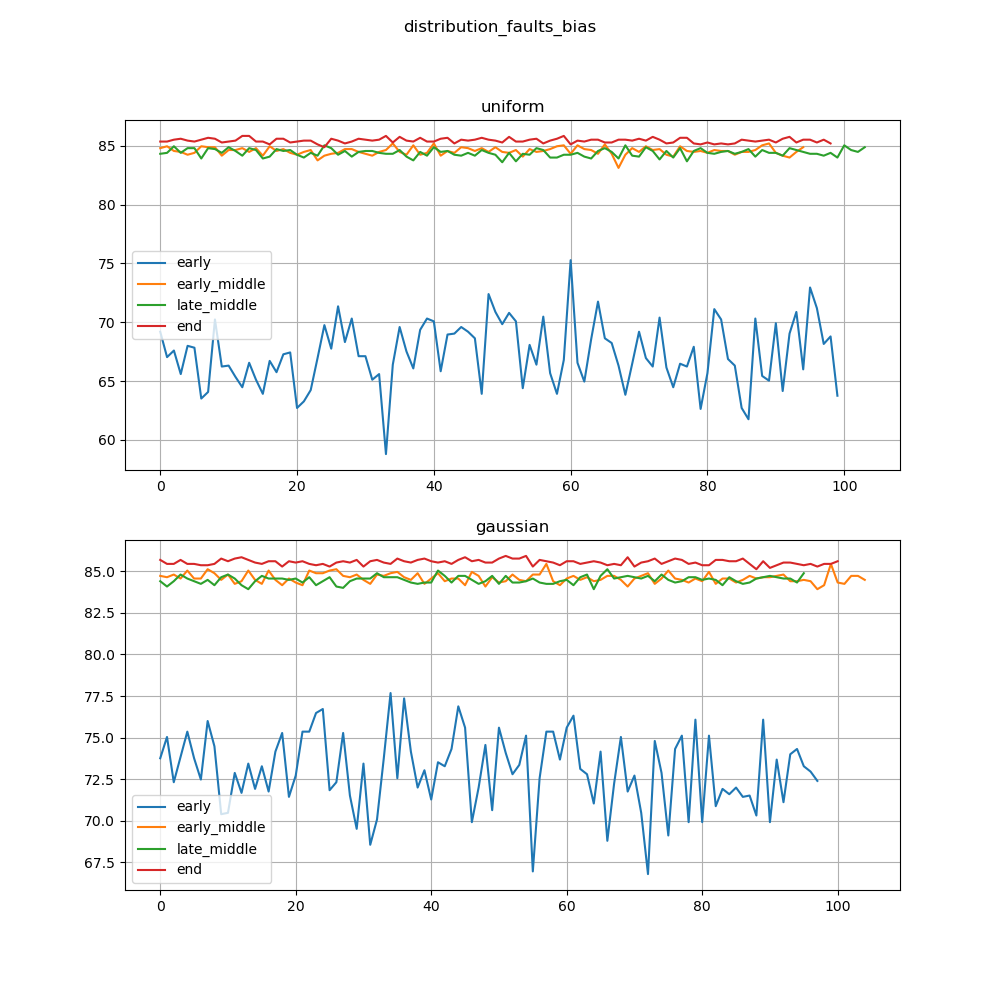 distribution_faults_bias
uniform
85
80
75
70
65
60
early
early_middle
late_middle
end
0 20 40 60 80 100
gaussian
85.0
82.5
80.0
77.5
75.0
72.5
70.0
67.5
early
early_middle
late_middle
end
0 20 40 60 80 100